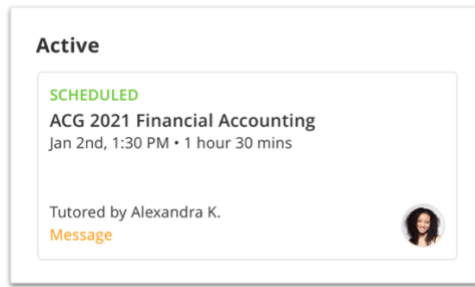 Active
SCHEDULED
ACG 2021 Financial Accounting
Jan 2nd, 1:30 PM • 1 hour 30 mins
Tutored by Alexandra K.
Message